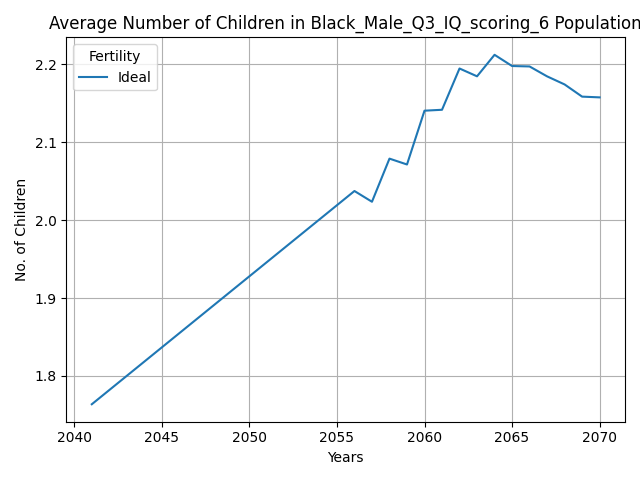 Average Number of Children in Black_Male_Q3_IQ_scoring_6 Population
Fertility
Ideal
No. of Children
2.2
2.1
2.0
1.9
1.8
2040 2045 2050 2055 2060 2065 2070
Years